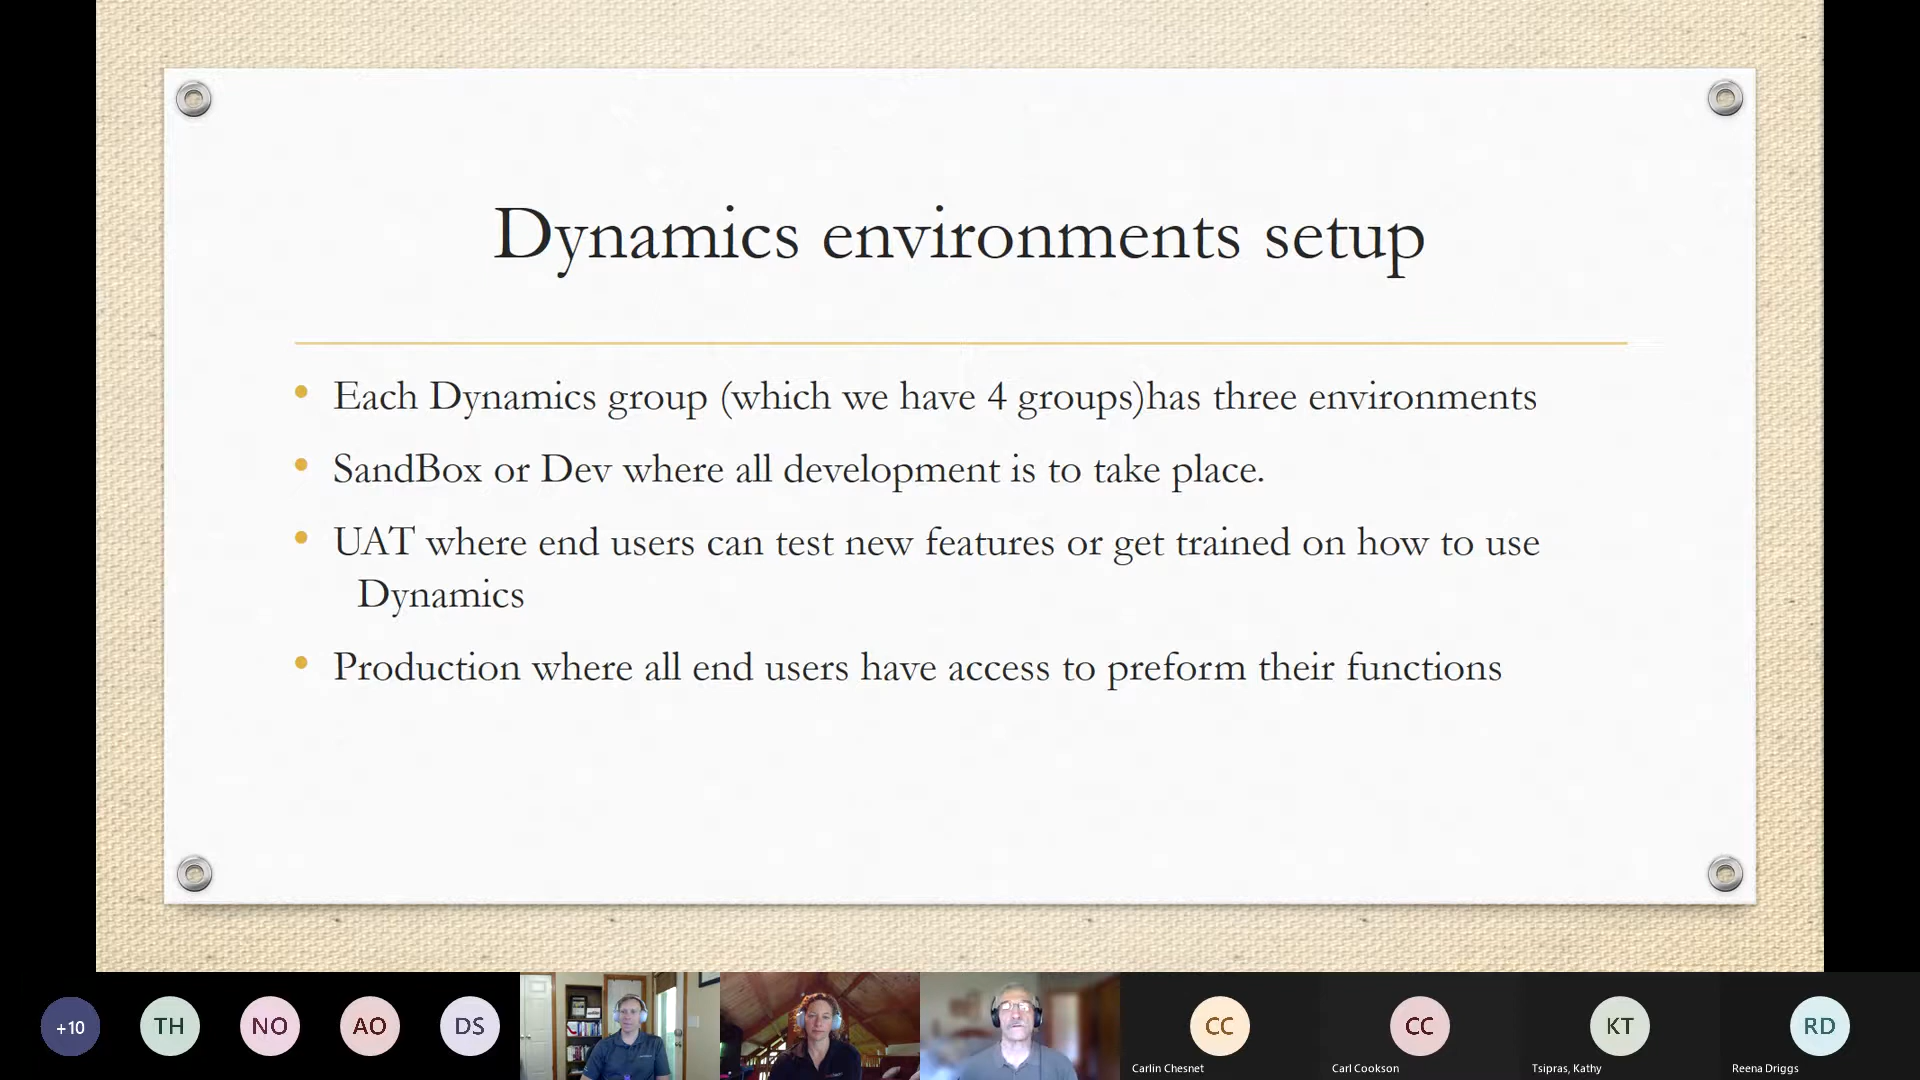 Dynamics environments setup
Each Dynamics group (which we have 4 groups)has three environments
SandBox or Dev where all development is to take place.
UAT where end users can test new features or get trained on how to use
Dynamics
Production where all end users have access to preform their functions
+10
TH
NO
AO
DS
CC
Carlin Chesnet
CC
Carl Cookson
KT
Tsipras, Kathy
RD
Reena Driggs